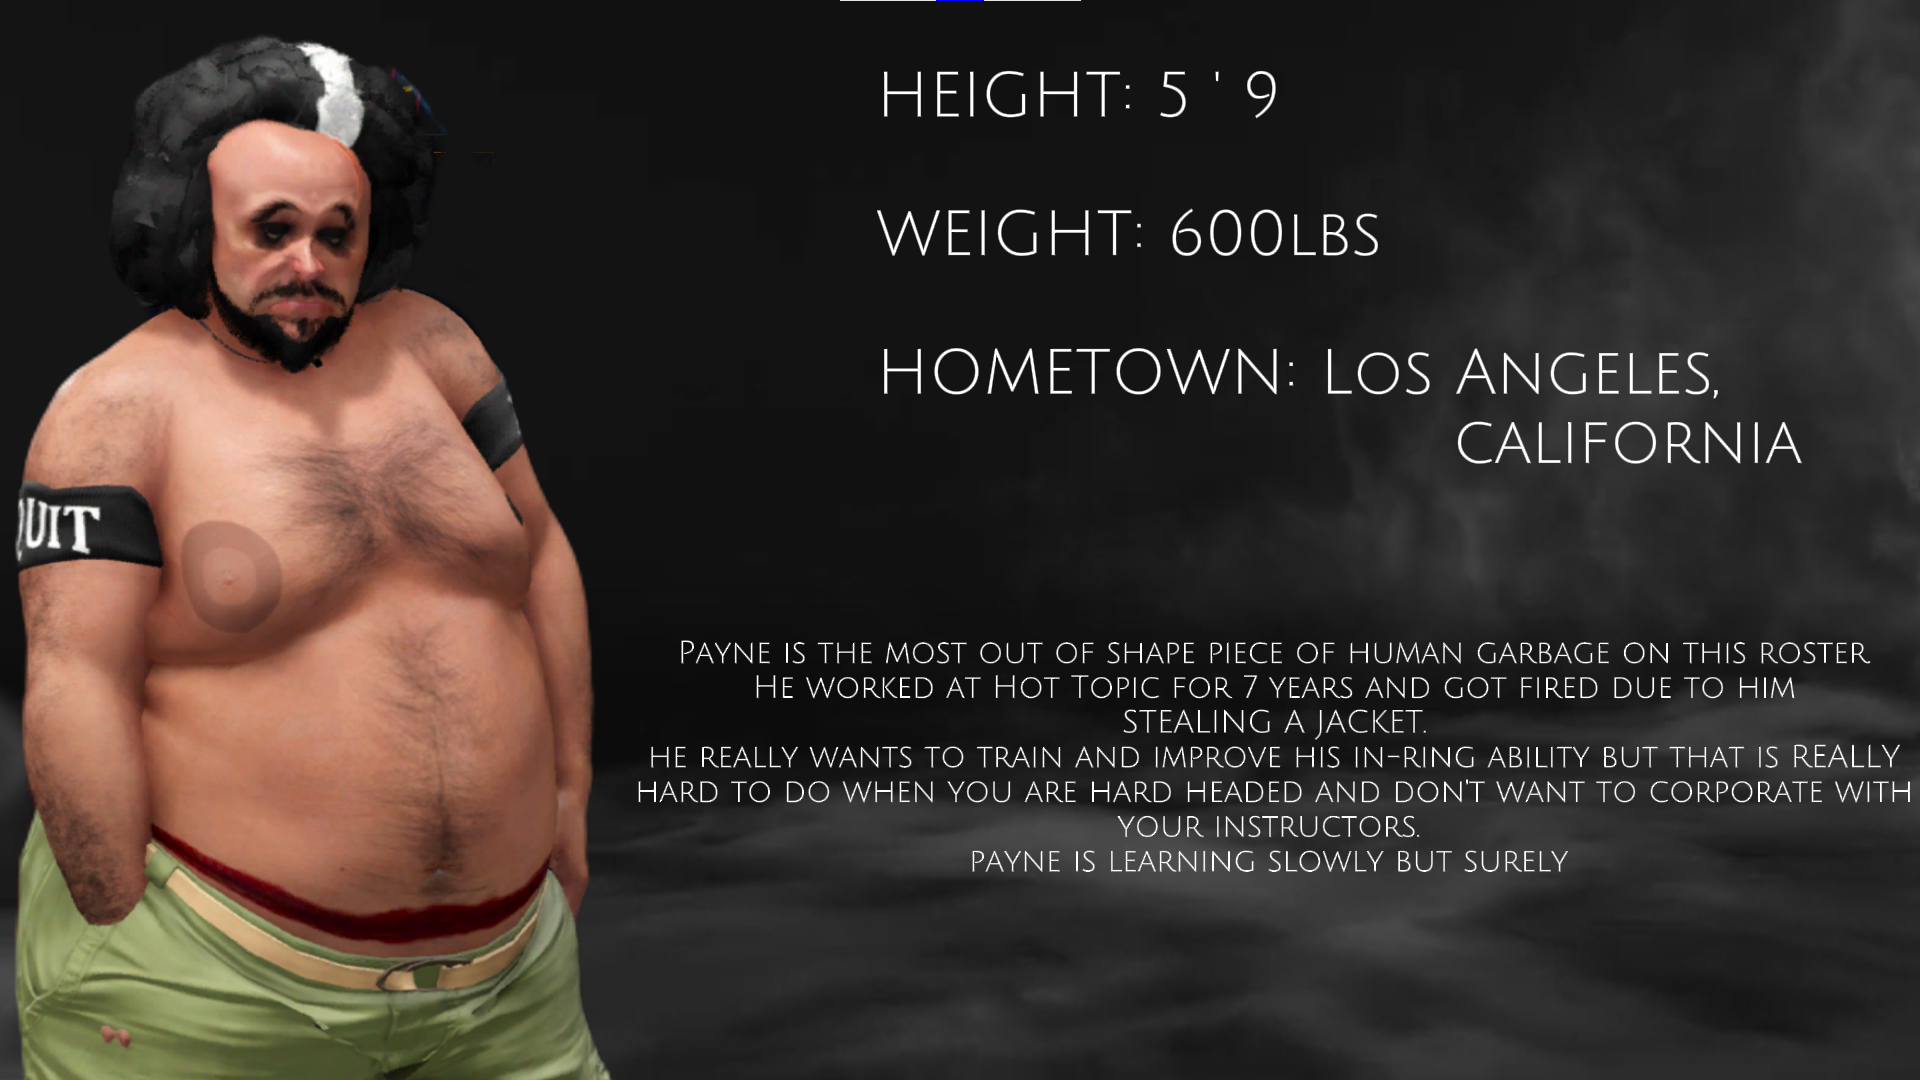 HEIGHT: 5 ' 9
WEIGHT: 600LBS
HOMETOWN: LOS ANGELES,
CALIFORNIA
UIT
PAYNE IS THE MOST OUT OF SHAPE PIECE OF HUMAN GARBAGE ON THIS ROSTER
HE WORKED AT HOT TOPIC FOR 7 YEARS AND GOT FIRED DUE TO HIM
STEALING A JACKET.
HE REALLY WANTS TO TRAIN AND IMPROVE HIS IN-RING ABILITY BUT THAT IS REALLY
HARD TO DO WHEN YOU ARE HARD HEADED AND DON'T WANT TO CORPORATE WITH
YOUR INSTRUCTORS.
PAYNE IS LEARNING SLOWLY BUT SURELY